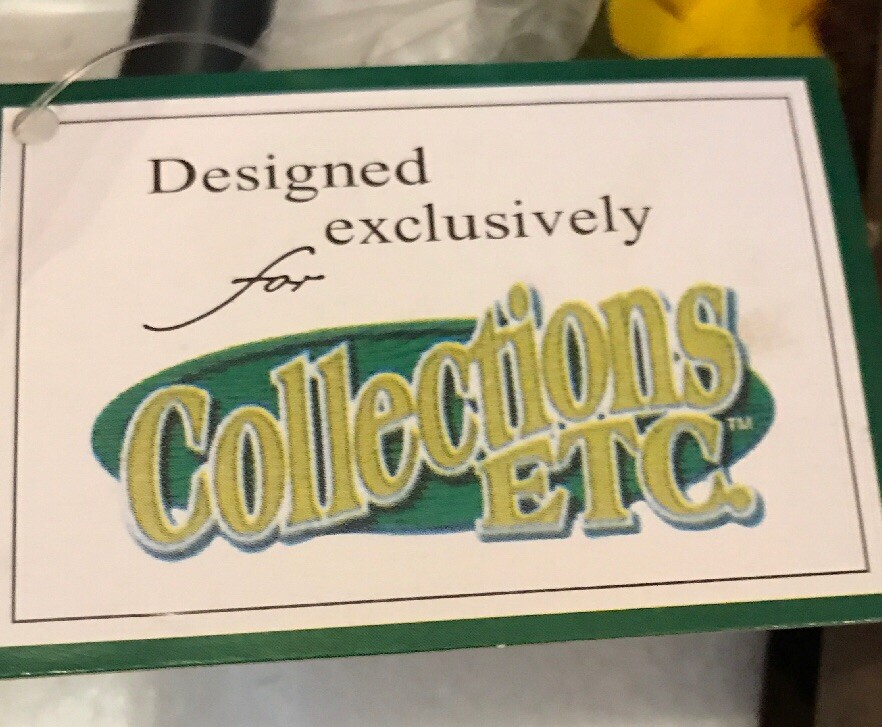 Designed
exclusively
for
Collections
ETC.™